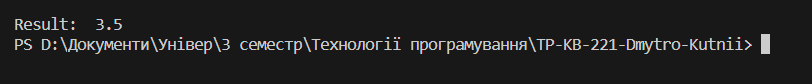 Result:  3.5
PS D:\Документи\Універ\3 семестр\Технології програмування\TP-KB-221-Dmytro-Kutnii>